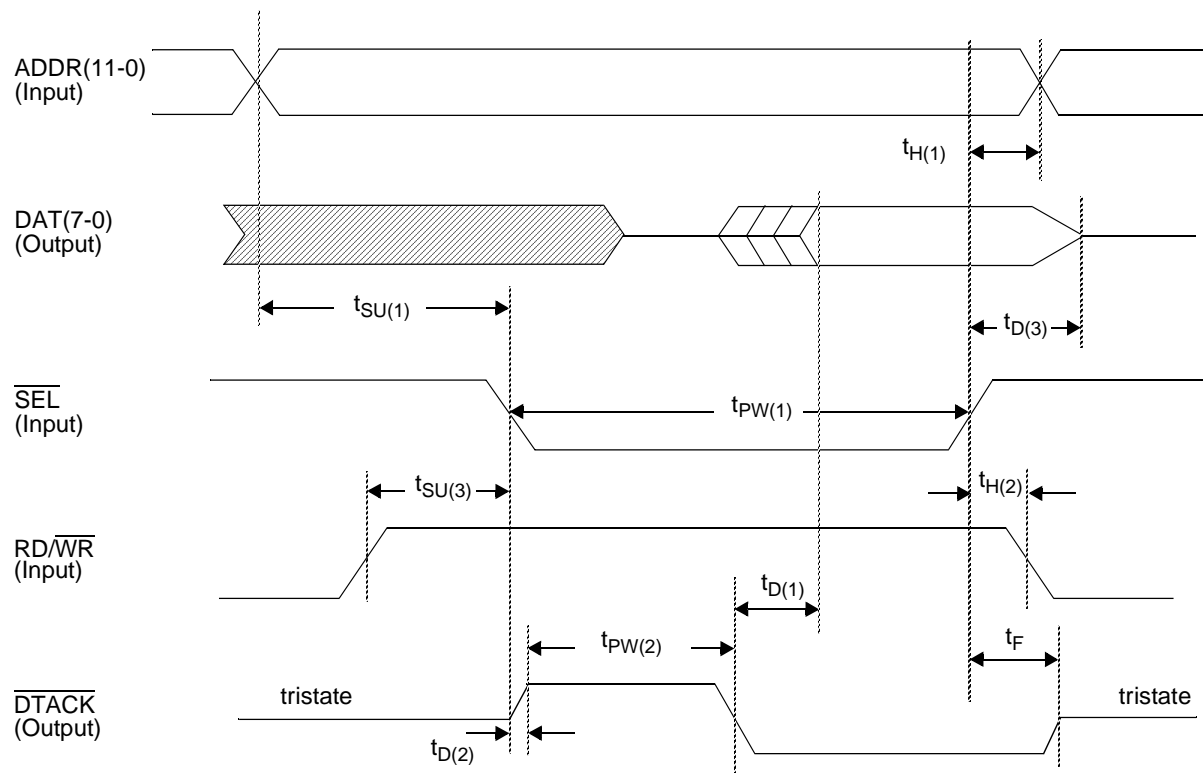 ADDR(11-0)
(Input)
tH(1)
DAT(7-0)
(Output)
tSU(1)
tD(3)
SEL
(Input)
tPW(1)
tSU(3)
tH(2)
RD/WR
(Input)
tD(1)
tPW(2)
tF
DTACK
(Output)
tristate
tristate
tD(2)